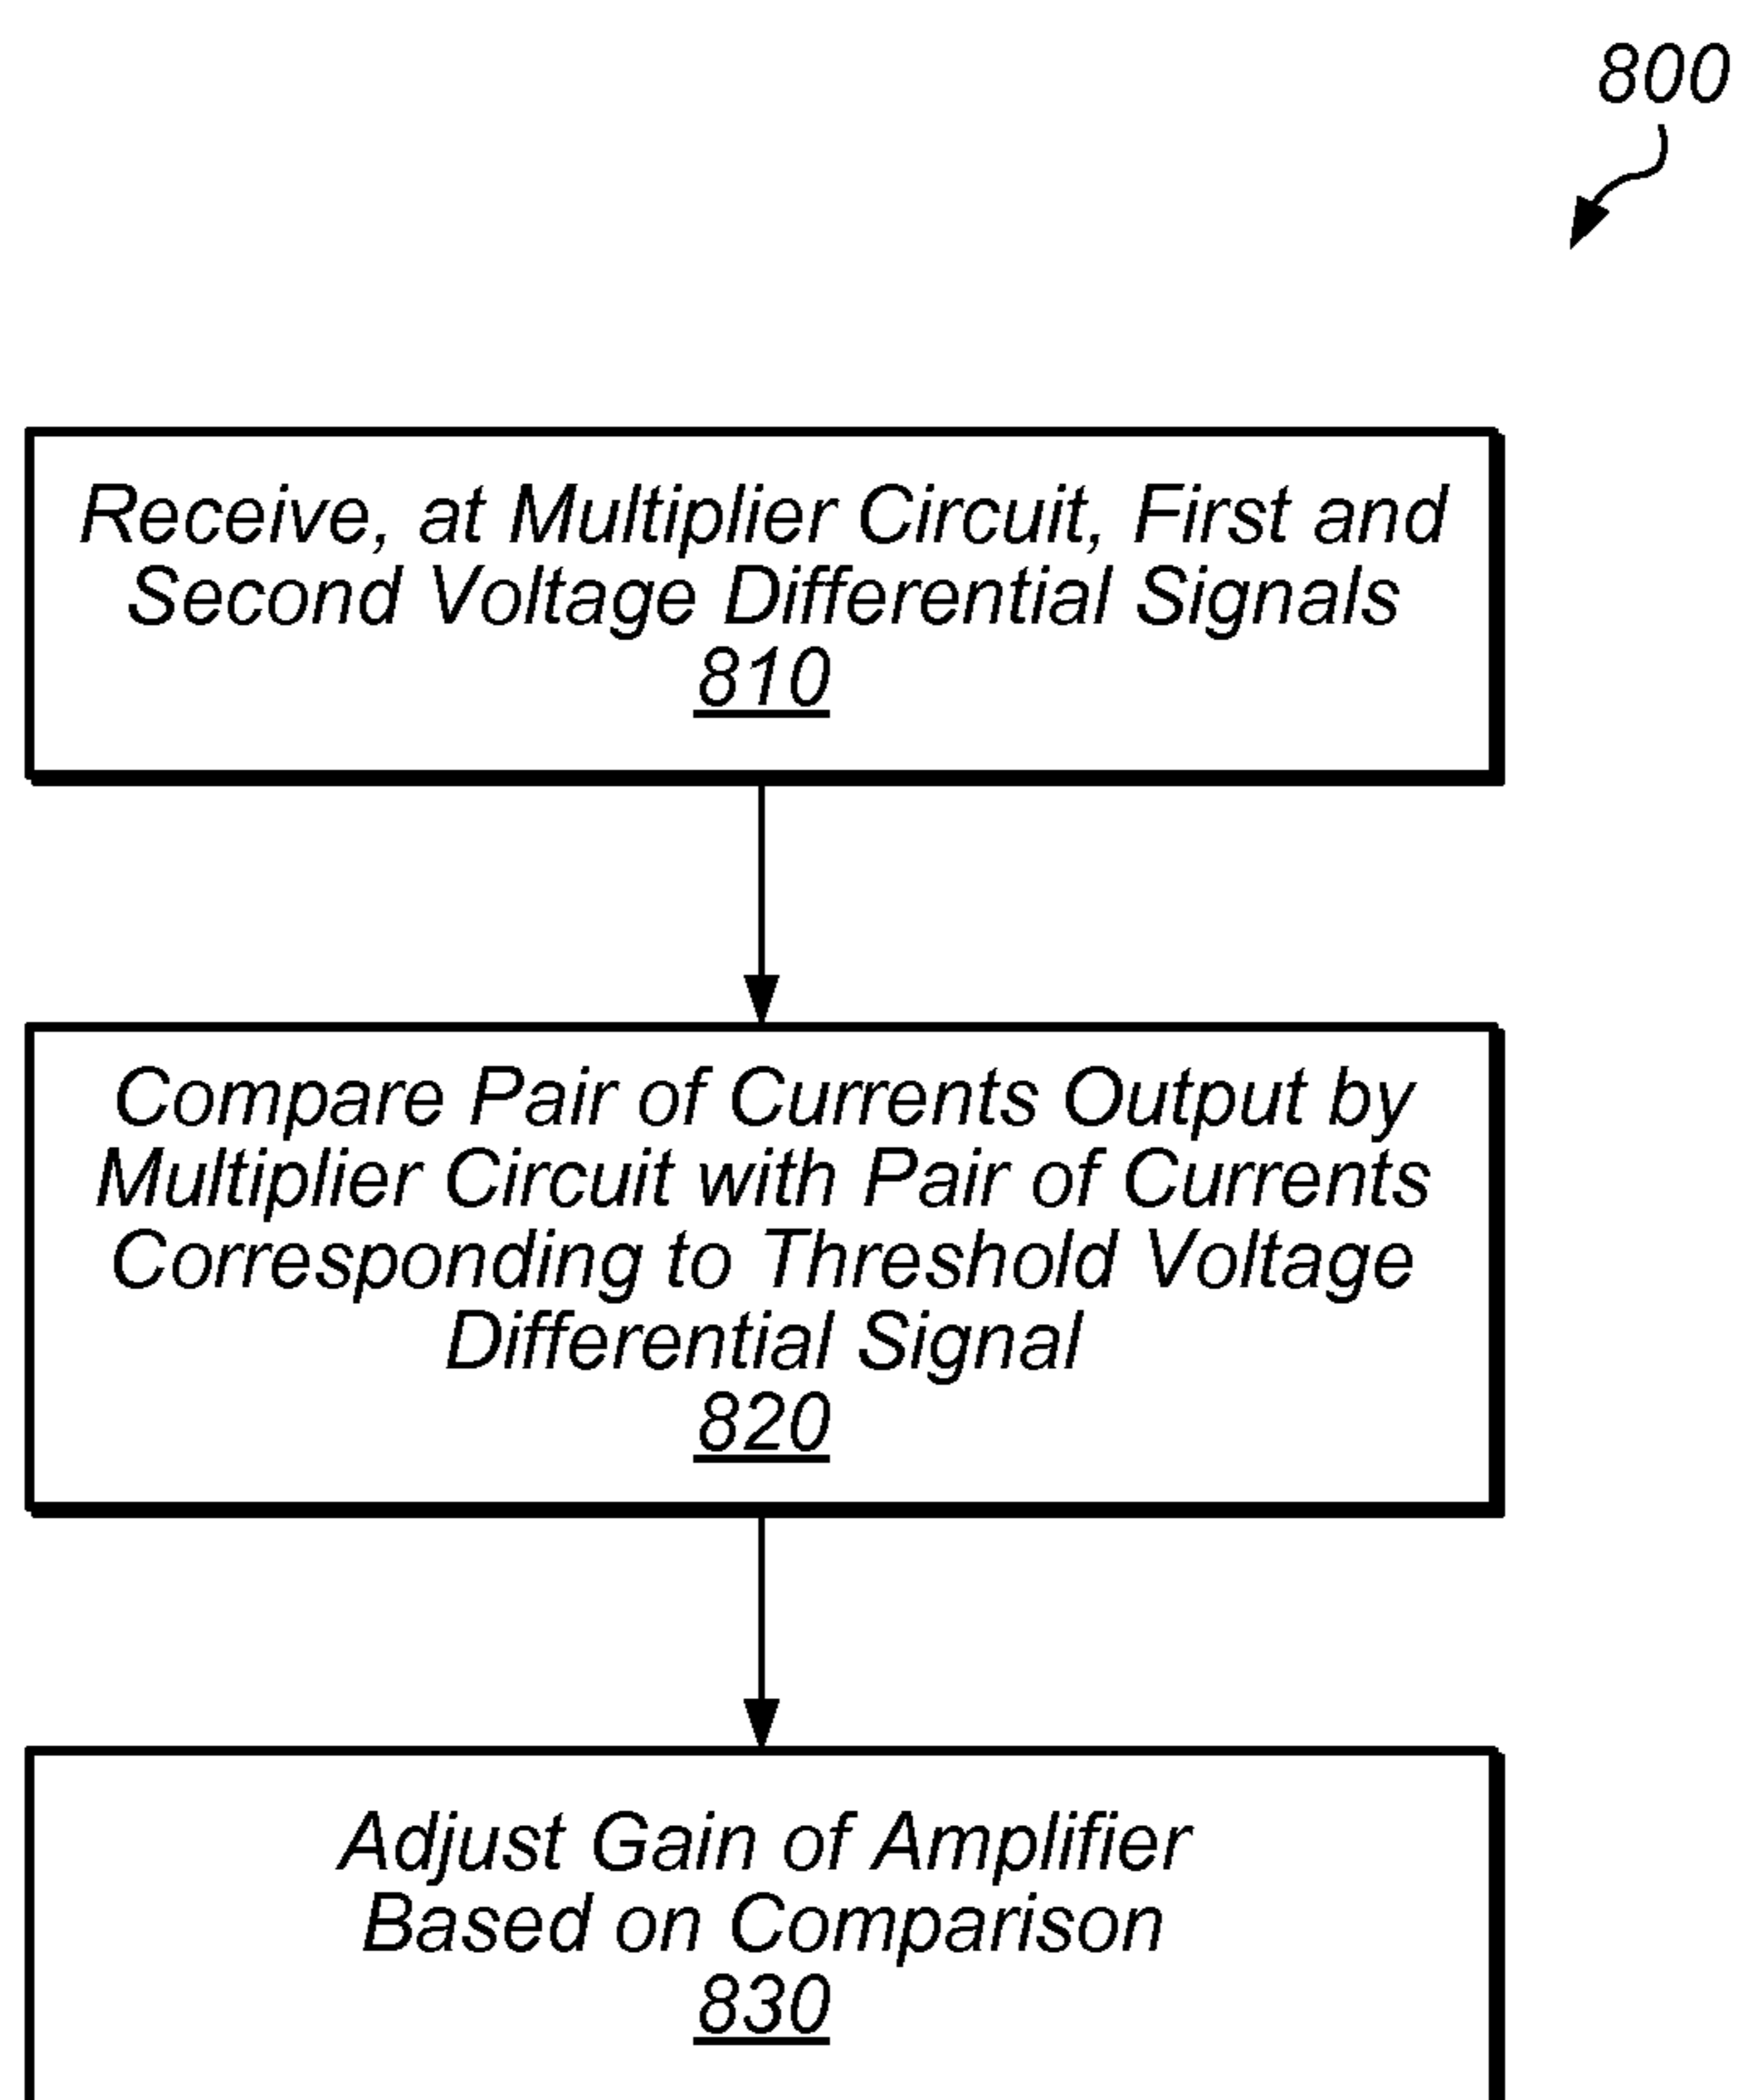 800
Receive, at Multiplier Circuit, First and
Second Voltage Differential Signals
810
Compare Pair of Currents Output by
Multiplier Circuit with Pair of Currents
Corresponding to Threshold Voltage
Differential Signal
820
Adjust Gain of Amplifier
Based on Comparison
830